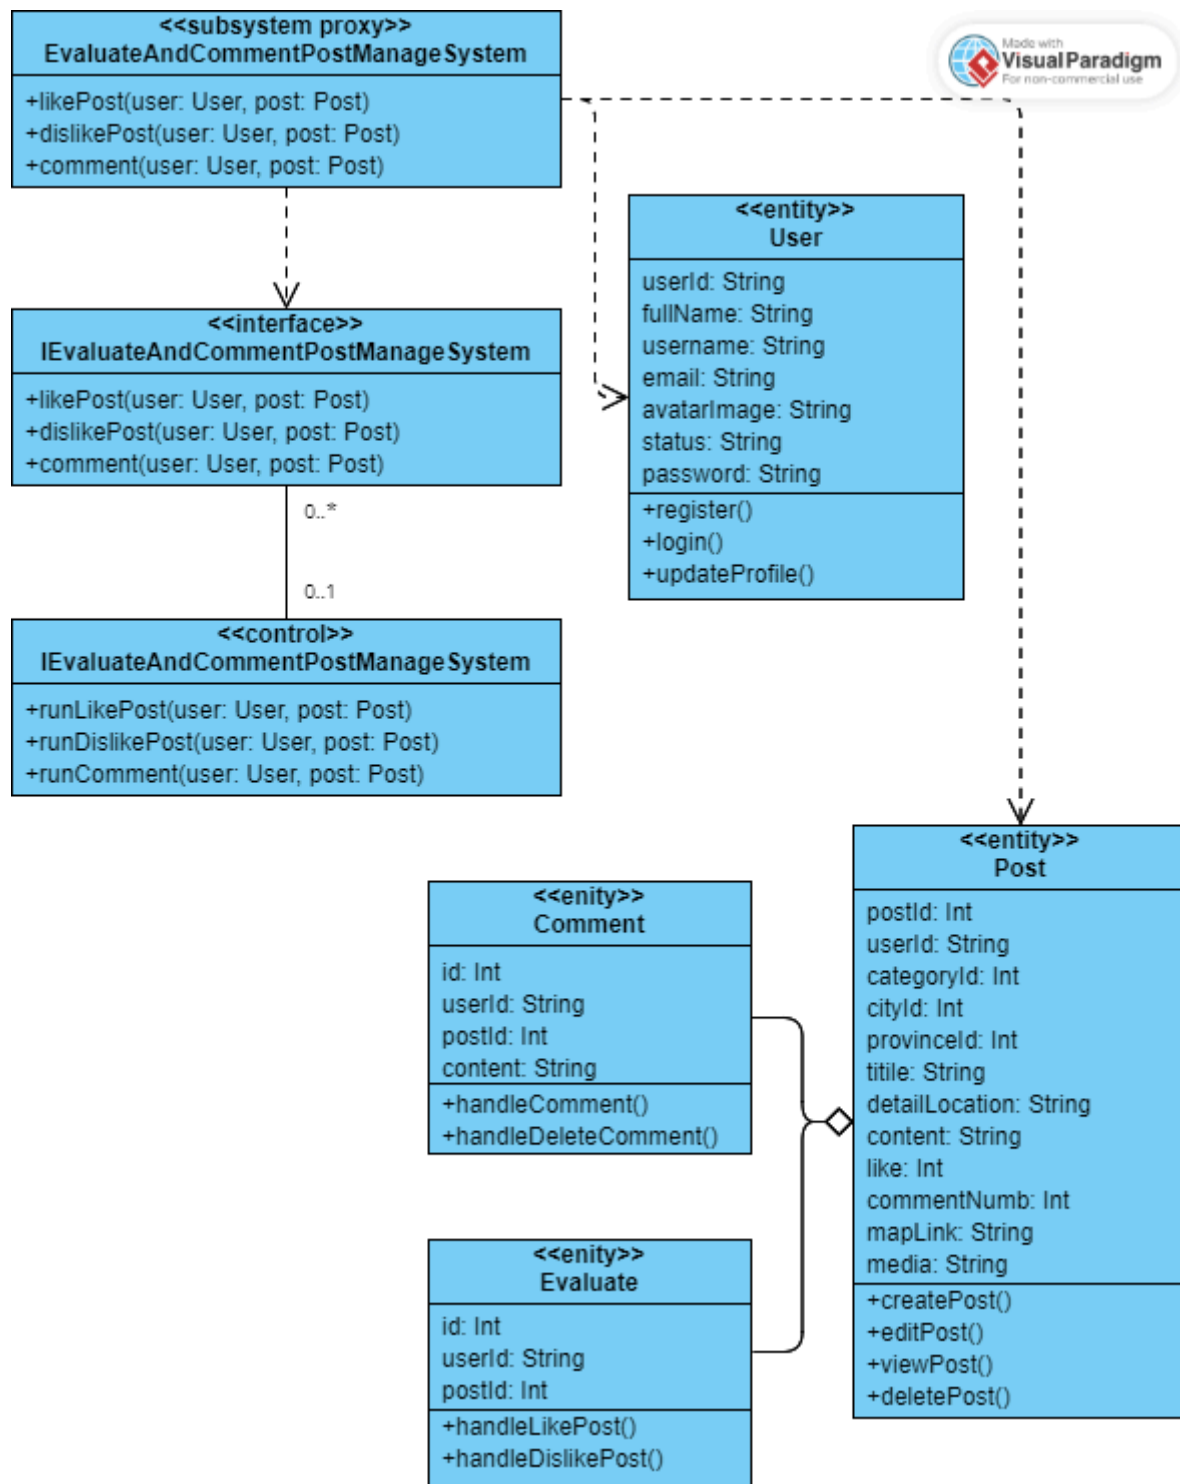 <<subsystem proxy>>
EvaluateAndCommentPostManageSystem
+likePost(user: User, post: Post)
+dislikePost(user: User, post: Post)
+comment(user: User, post: Post)
Made with
VisualParadigm
For non-commercial use
<<entity>>
User
userId: String
fullName: String
username: String
email: String
avatarImage: String
status: String
password: String
+register()
+login()
+updateProfile()
<<interface>>
IEvaluateAndCommentPostManageSystem
+likePost(user: User, post: Post)
+dislikePost(user: User, post: Post)
+comment(user: User, post: Post)
0..*
0..1
<<control>>
IEvaluateAndCommentPostManageSystem
+runLikePost(user: User, post: Post)
+runDislikePost(user: User, post: Post)
+runComment(user: User, post: Post)
<<entity>>
Post
postId: Int
userId: String
categoryId: Int
cityId: Int
provinceId: Int
titile: String
detailLocation: String
content: String
like: Int
commentNumb: Int
mapLink: String
media: String
+createPost()
+editPost()
+viewPost()
+deletePost()
<<enity>>
Comment
id: Int
userId: String
postId: Int
content: String
+handleComment()
+handleDeleteComment()
<<enity>>
Evaluate
id: Int
userId: String
postId: Int
+handleLikePost()
+handleDislikePost()